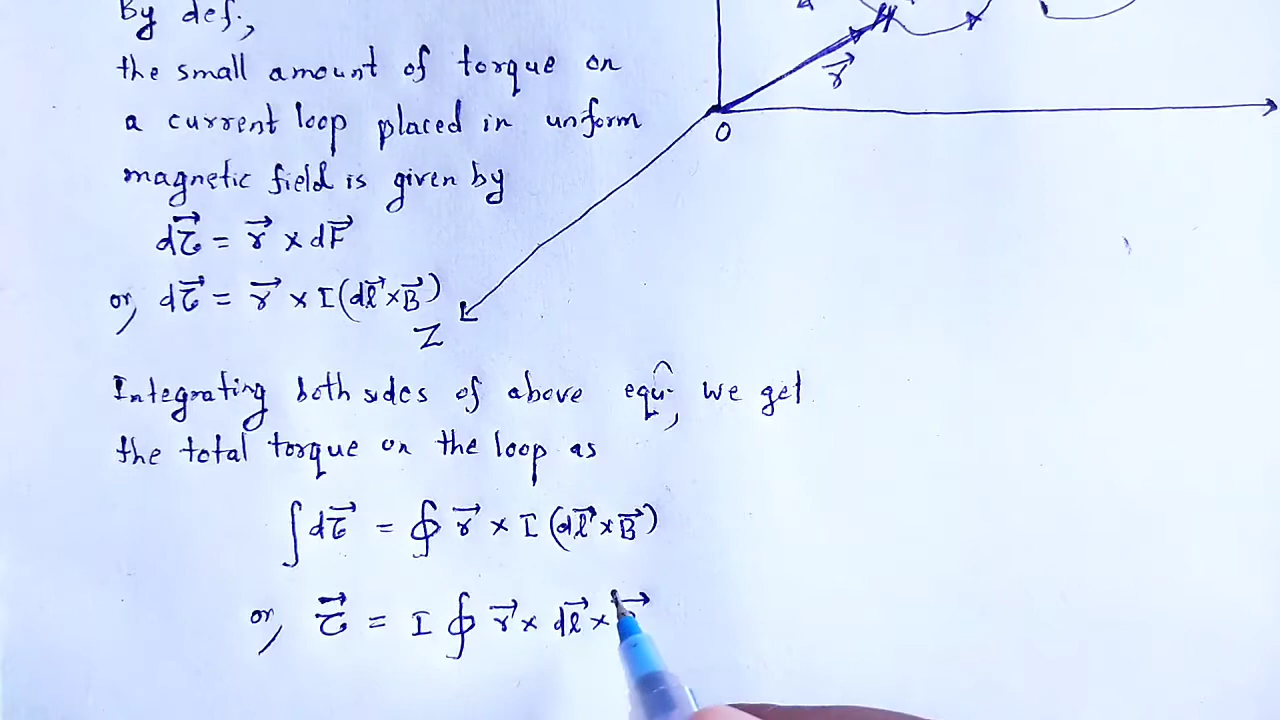 By def.,
the small amount of torque on
a current loop placed in unform
magnetic field is given by
dτ⃗ = r⃗ × dF⃗
or, dτ⃗ = r⃗ × I(dl⃗ × B⃗)
Integrating both sides of above equ^n., we get
the total torque on the loop as
∫dτ⃗ = ∮ r⃗ × I (dl⃗ × B⃗)
or, τ⃗ = I ∮ r⃗ × dl⃗ ×
r⃗
O
Z